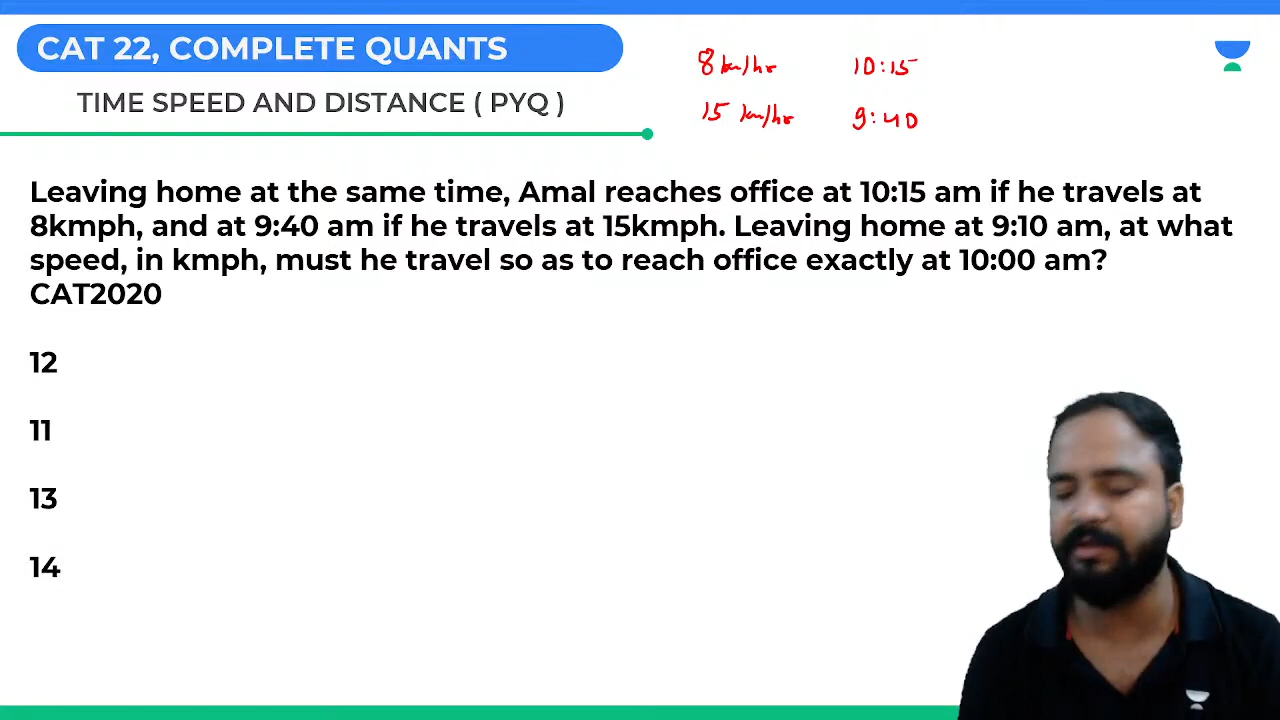 CAT 22, COMPLETE QUANTS
TIME SPEED AND DISTANCE ( PYQ )
8 km/hr 10:15
15 km/hr 9:40
Leaving home at the same time, Amal reaches office at 10:15 am if he travels at
8kmph, and at 9:40 am if he travels at 15kmph. Leaving home at 9:10 am, at what
speed, in kmph, must he travel so as to reach office exactly at 10:00 am?
CAT2020
12
11
13
14